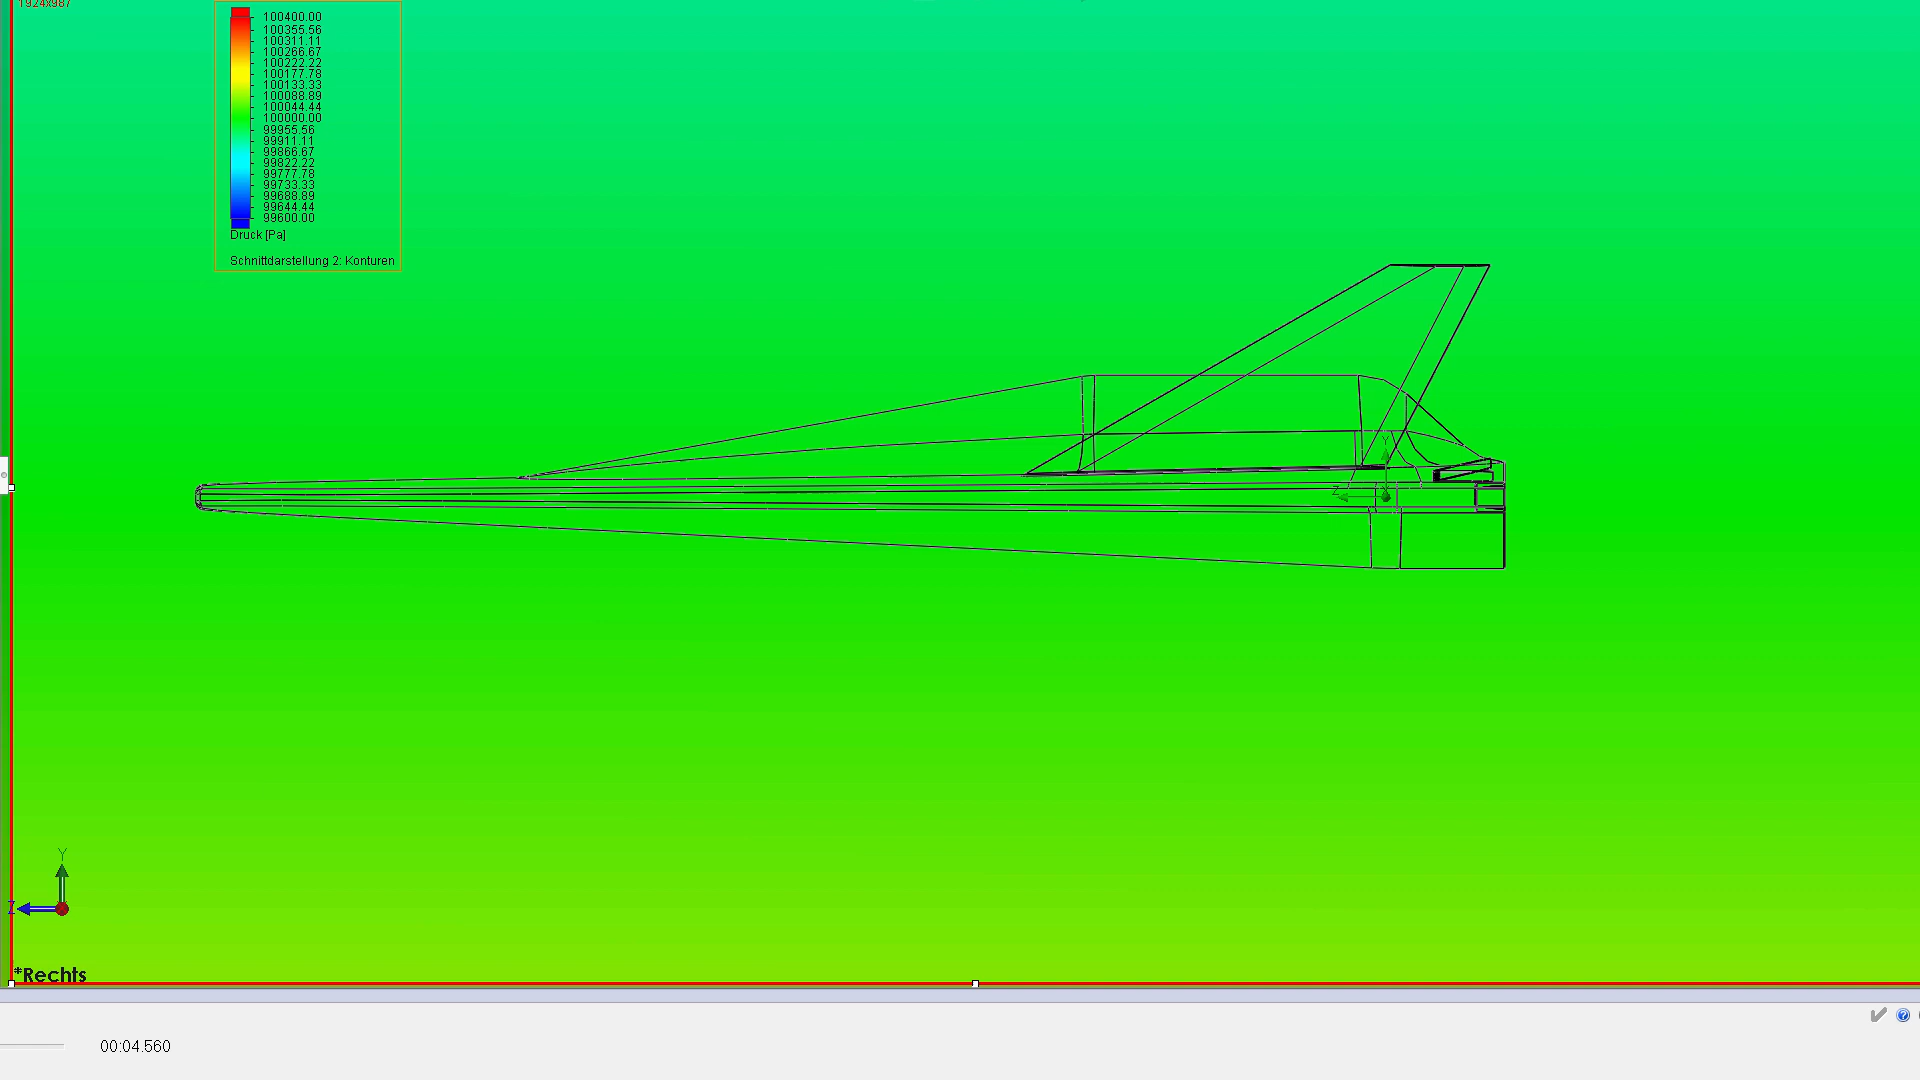 1924x987
100400.00
100355.56
100311.11
100266.67
100222.22
100177.78
100133.33
100088.89
100044.44
100000.00
99955.56
99911.11
99866.67
99822.22
99777.78
99733.33
99688.89
99644.44
99600.00
Druck [Pa]
Schnittdarstellung 2: Konturen
Y
Z
Y
Z
*Rechts
00:04.560